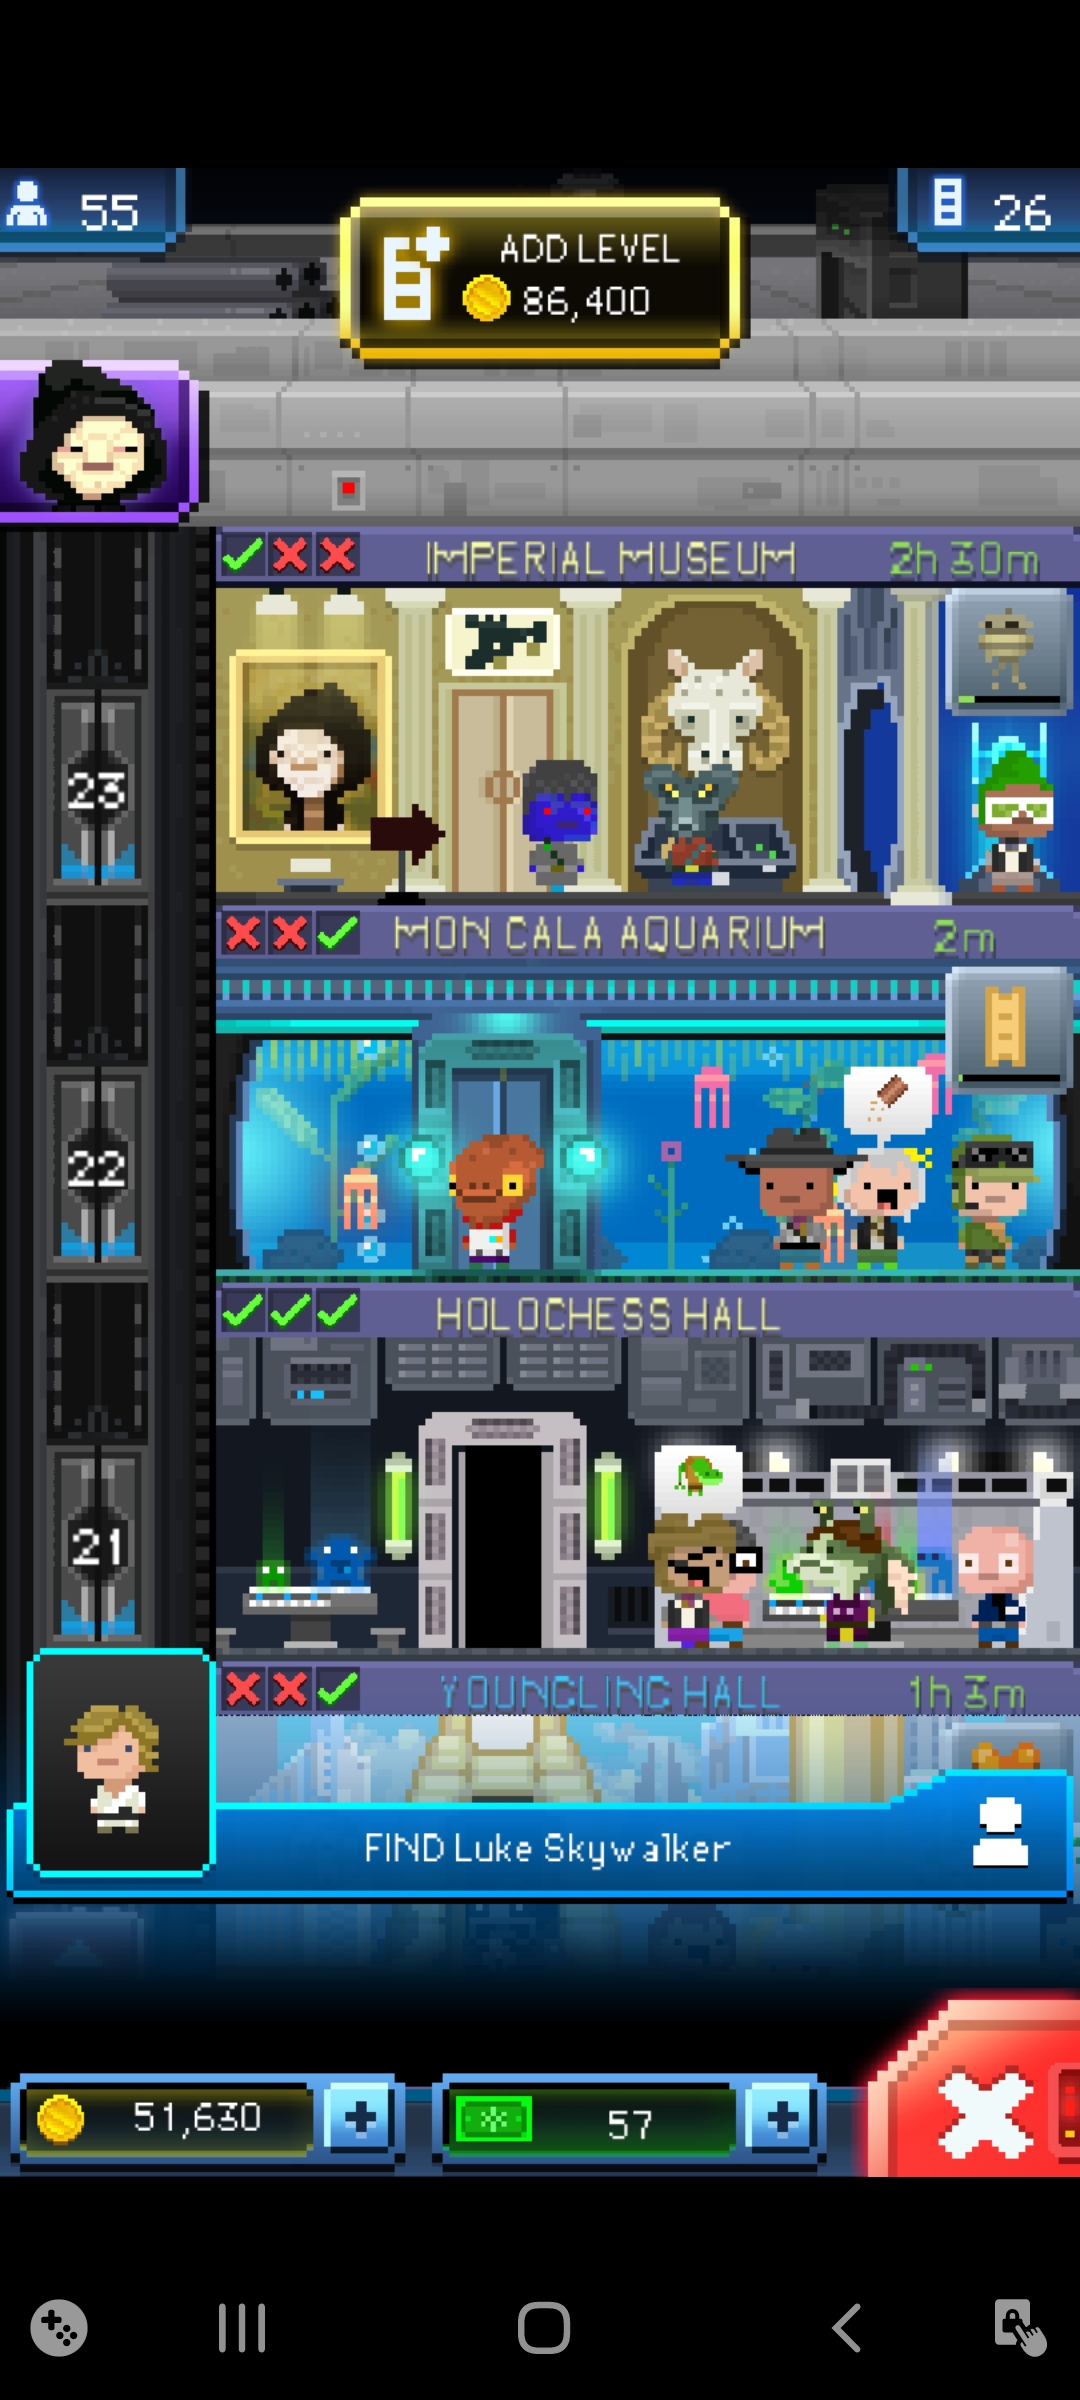 55
ADD LEVEL
86,400
26
IMPERIAL MUSEUM 2h 30m
23
MON CALA AQUARIUM 2m
22
HOLOCHESS HALL
21
YOUNGLING HALL 1h 3m
FIND Luke Skywalker
51,630
57